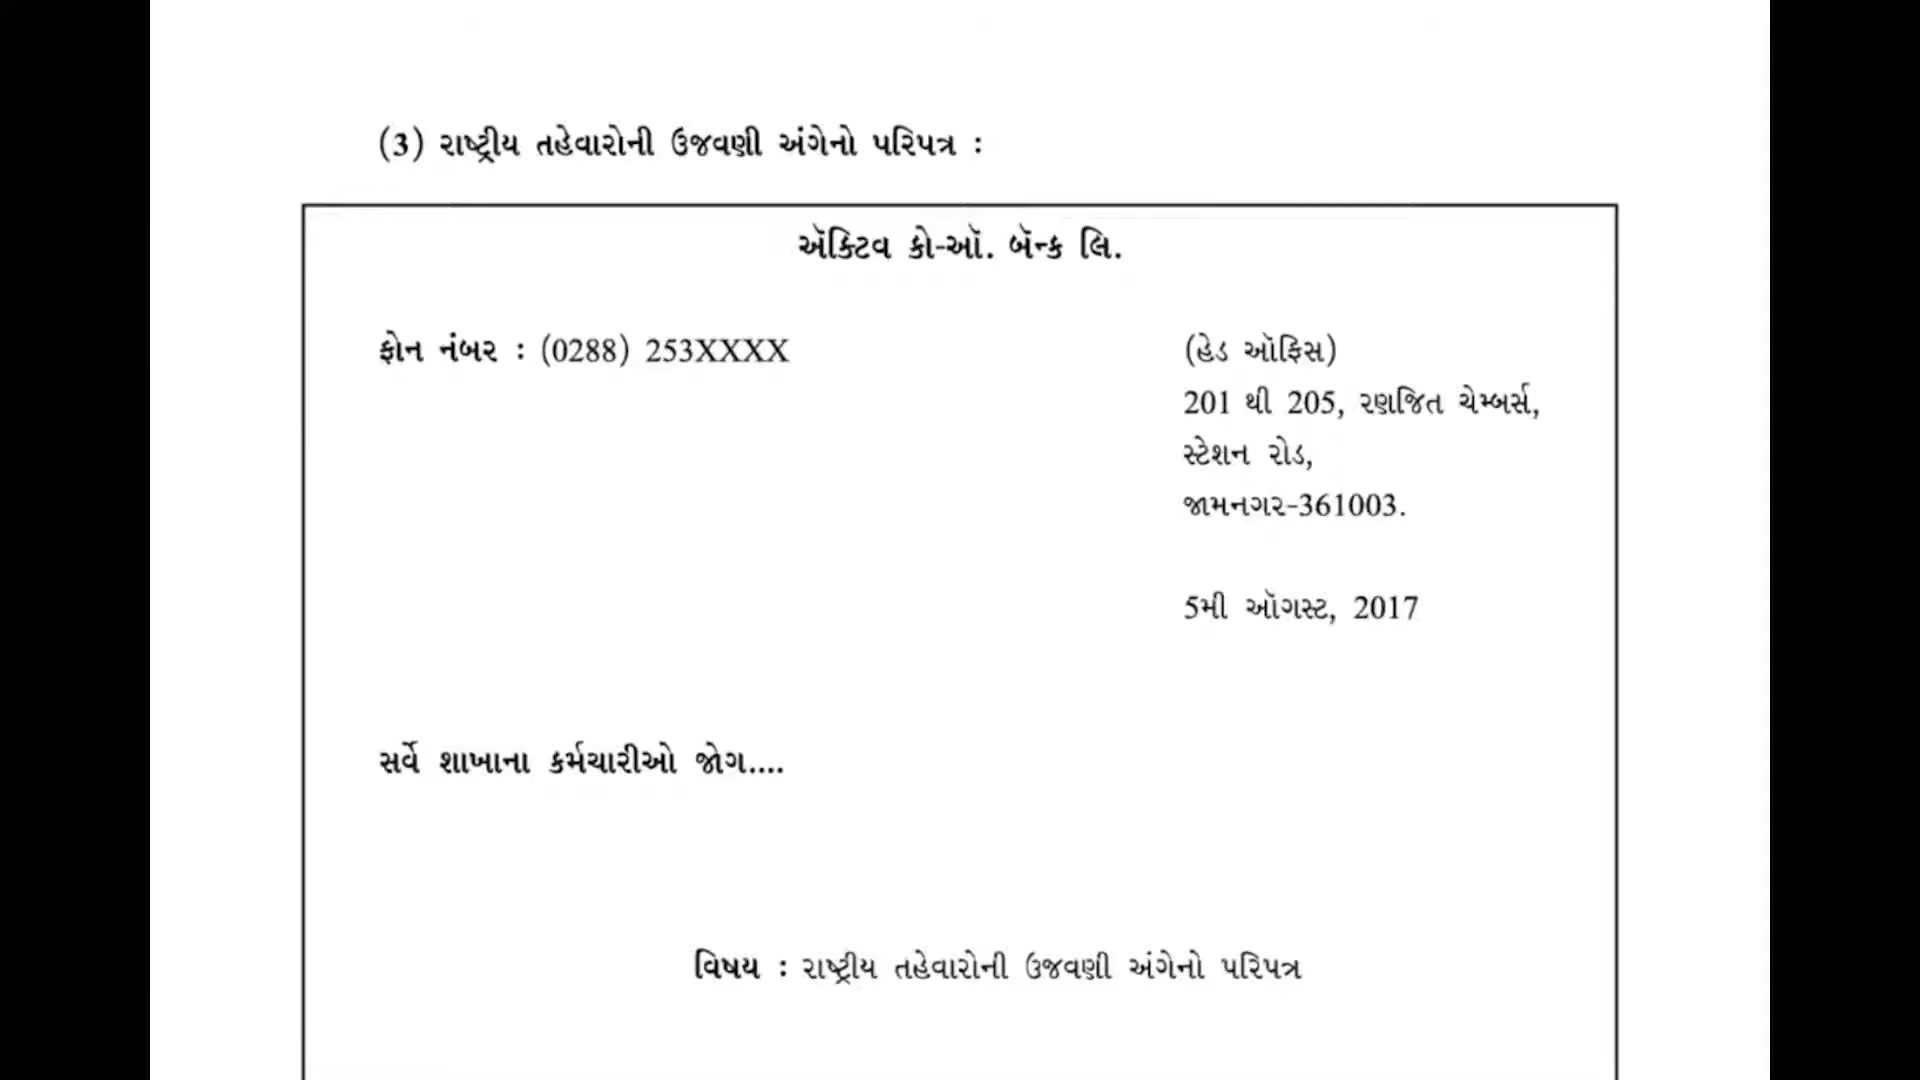 (3) રાષ્ટ્રીય તહેવારોની ઉજવણી અંગેનો પરિપત્ર :
ઍક્ટિવ કો-ઑ. બૅન્ક લિ.
ફોન નંબર : (0288) 253XXXX
(હેડ ઑફિસ)
201 થી 205, રણજિત ચેમ્બર્સ,
સ્ટેશન રોડ,
જામનગર-361003.
5મી ઑગસ્ટ, 2017
સર્વે શાખાના કર્મચારીઓ જોગ....
વિષય : રાષ્ટ્રીય તહેવારોની ઉજવણી અંગેનો પરિપત્ર